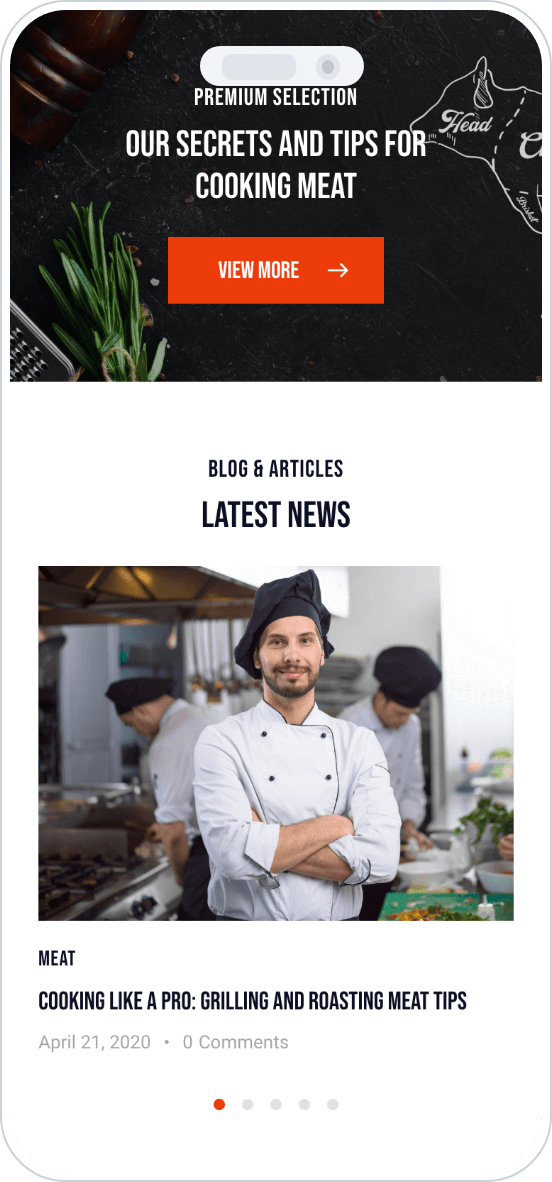 PREMIUM SELECTION
OUR SECRETS AND TIPS FOR
COOKING MEAT
Head
VIEW MORE
Brisket
BLOG & ARTICLES
LATEST NEWS
MEAT
COOKING LIKE A PRO: GRILLING AND ROASTING MEAT TIPS
April 21, 2020 • 0 Comments